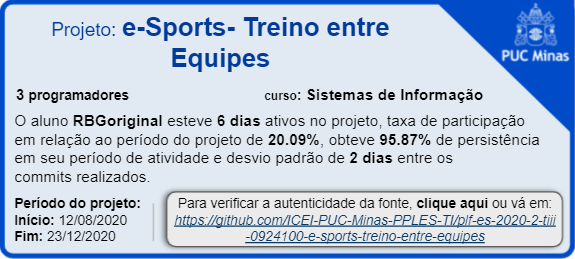 Projeto: e-Sports- Treino entre
Equipes
PUC Minas
3 programadores
curso: Sistemas de Informação
O aluno RBGoriginal esteve 6 dias ativos no projeto, taxa de participação
em relação ao período do projeto de 20.09%, obteve 95.87% de persistência
em seu período de atividade e desvio padrão de 2 dias entre os
commits realizados.
Período do projeto:
Início: 12/08/2020
Fim: 23/12/2020
Para verificar a autenticidade da fonte, clique aqui ou vá em:
https://github.com/ICEI-PUC-Minas-PPLES-TI/plf-es-2020-2-tiii
-0924100-e-sports-treino-entre-equipes